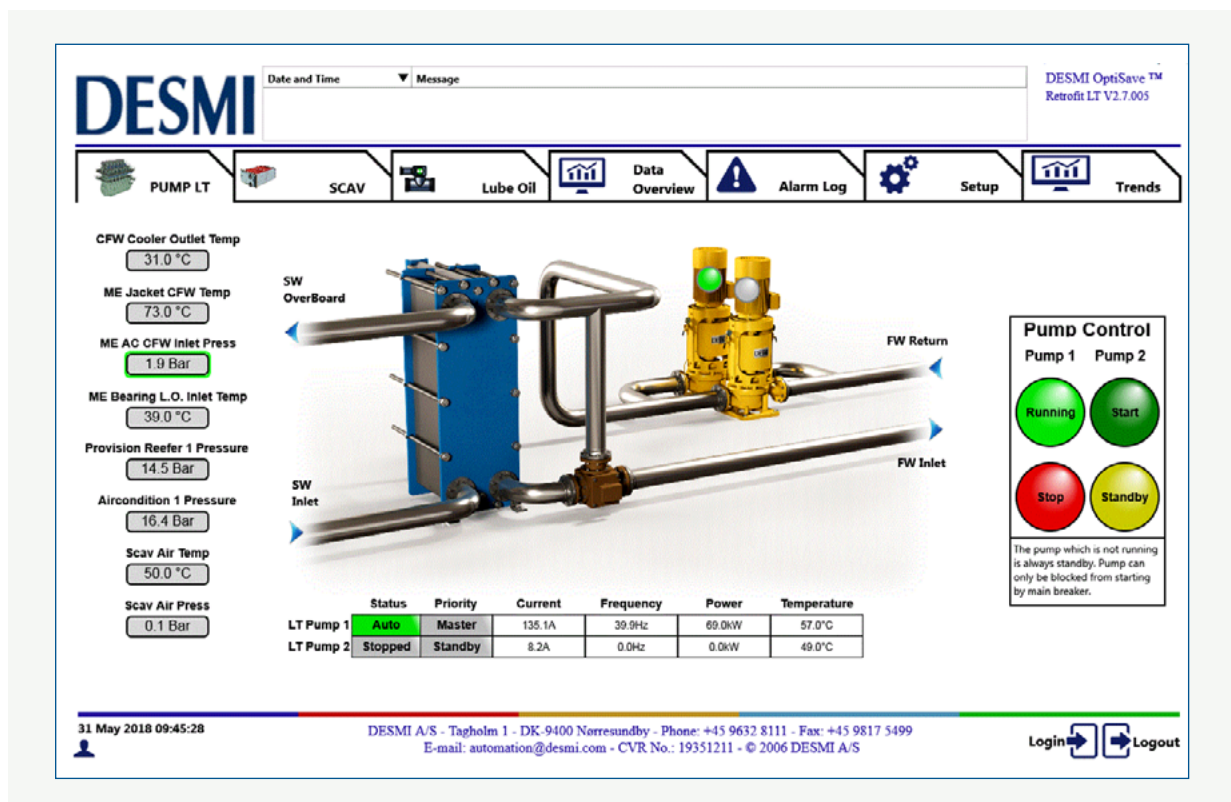 DESMI
Date and Time ▼ Message
DESMI OptiSave ™
Retrofit LT V2.7.005
PUMP LT
SCAV
Lube Oil
Data
Overview
Alarm Log
Setup
Trends
CFW Cooler Outlet Temp
31.0 °C
ME Jacket CFW Temp
73.0 °C
ME AC CFW Inlet Press
1.9 Bar
ME Bearing L.O. Inlet Temp
39.0 °C
Provision Reefer 1 Pressure
14.5 Bar
Aircondition 1 Pressure
16.4 Bar
Scav Air Temp
50.0 °C
Scav Air Press
0.1 Bar
SW
OverBoard
FW Return
FW Inlet
SW
Inlet
Pump Control
Pump 1 Pump 2
Running Start
Stop Standby
The pump which is not running
is always standby. Pump can
only be blocked from starting
by main breaker.
Status Priority Current Frequency Power Temperature
LT Pump 1 Auto Master 135.1A 39.9Hz 69.0kW 57.0°C
LT Pump 2 Stopped Standby 8.2A 0.0Hz 0.0kW 49.0°C
31 May 2018 09:45:28
DESMI A/S - Tagholm 1 - DK-9400 Nørresundby - Phone: +45 9632 8111 - Fax: +45 9817 5499
E-mail: automation@desmi.com - CVR No.: 19351211 - © 2006 DESMI A/S
Login Logout